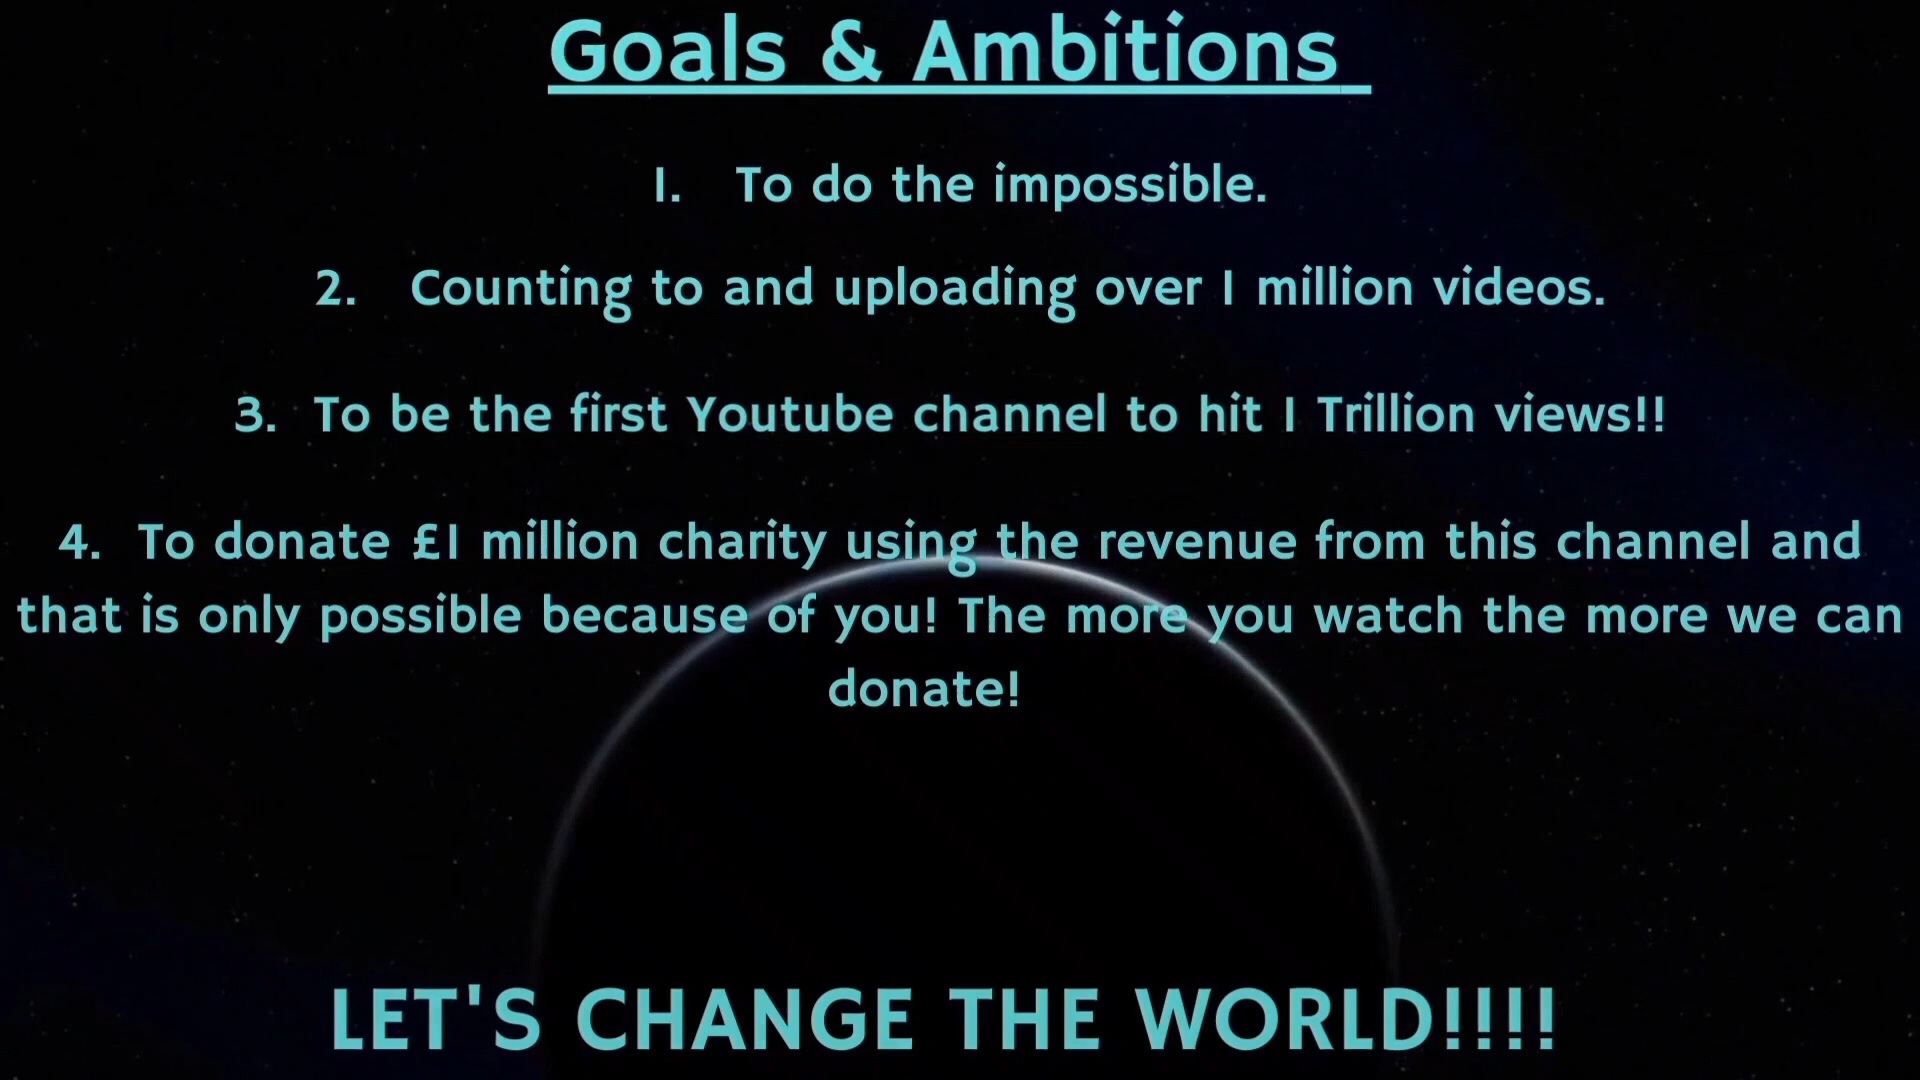 Goals & Ambitions
1. To do the impossible.
2. Counting to and uploading over 1 million videos.
3. To be the first Youtube channel to hit 1 Trillion views!!
4. To donate £1 million charity using the revenue from this channel and
that is only possible because of you! The more you watch the more we can
donate!
LET'S CHANGE THE WORLD!!!!